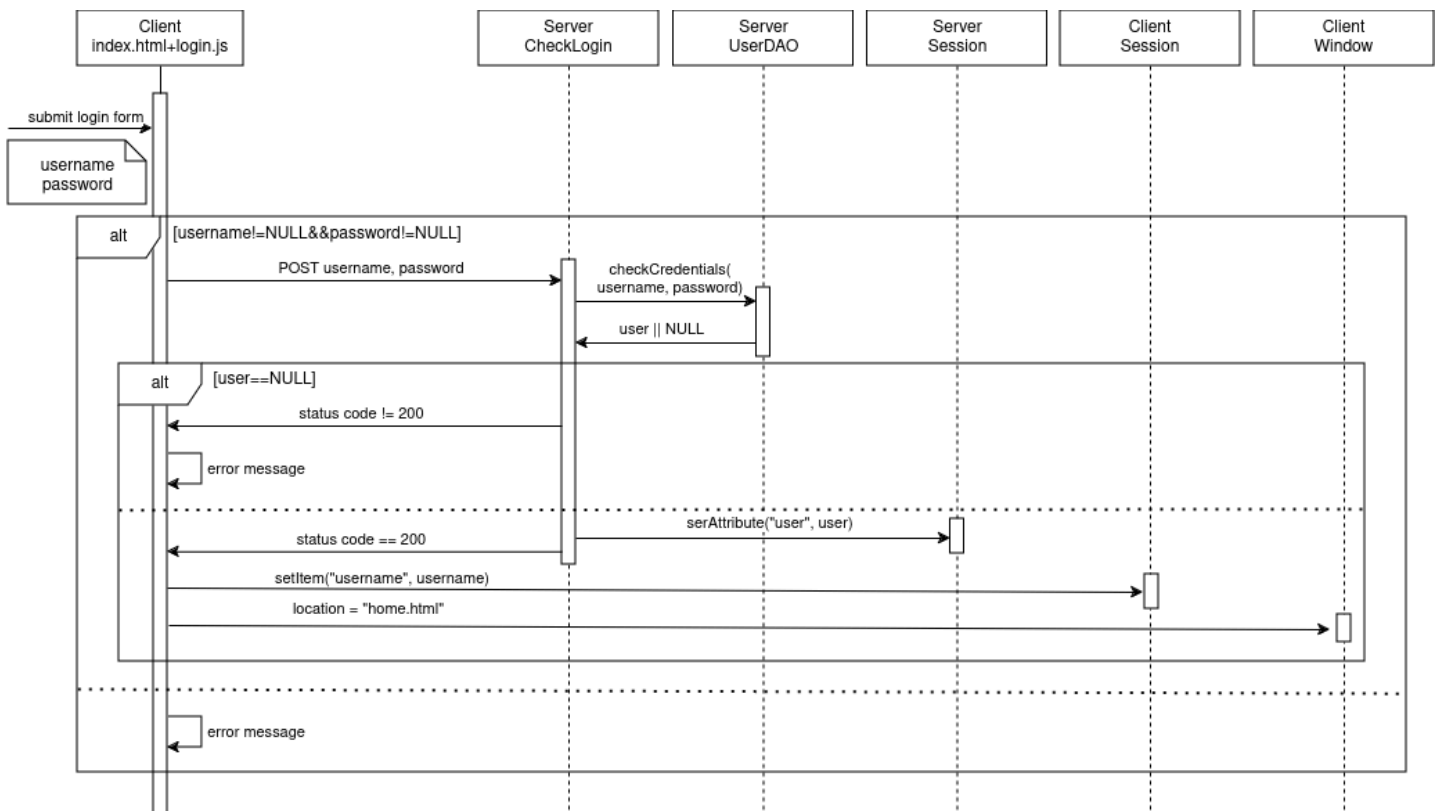 Client
index.html+login.js
Server
CheckLogin
Server
UserDAO
Server
Session
Client
Session
Client
Window
submit login form
username
password
alt
[username!=NULL&&password!=NULL]
POST username, password
checkCredentials(
username, password)
user || NULL
alt
[user==NULL]
status code != 200
error message
serAttribute("user", user)
status code == 200
setItem("username", username)
location = "home.html"
error message